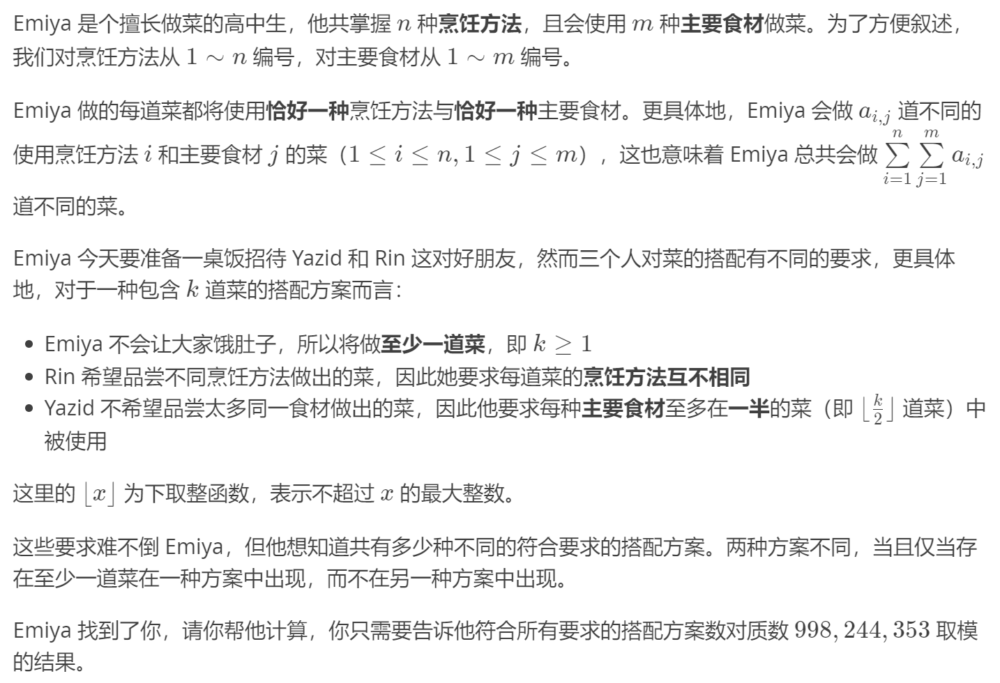 Emiya 是个擅长做菜的高中生，他共掌握 n 种烹饪方法，且会使用 m 种主要食材做菜。为了方便叙述，
我们对烹饪方法从 1 ∼ n 编号，对主要食材从 1 ∼ m 编号。
Emiya 做的每道菜都将使用恰好一种烹饪方法与恰好一种主要食材。更具体地，Emiya 会做 a_{i,j} 道不同的
使用烹饪方法 i 和主要食材 j 的菜（1 ≤ i ≤ n, 1 ≤ j ≤ m），这也意味着 Emiya 总共会做 \sum_{i=1}^{n} \sum_{j=1}^{m} a_{i,j}
道不同的菜。
Emiya 今天要准备一桌饭招待 Yazid 和 Rin 这对好朋友，然而三个人对菜的搭配有不同的要求，更具体
地，对于一种包含 k 道菜的搭配方案而言：
• Emiya 不会让大家饿肚子，所以将做至少一道菜，即 k ≥ 1
• Rin 希望品尝不同烹饪方法做出的菜，因此她要求每道菜的烹饪方法互不相同
• Yazid 不希望品尝太多同一食材做出的菜，因此他要求每种主要食材至多在一半的菜（即 ⌊\frac{k}{2}⌋ 道菜）中
被使用
这里的 ⌊x⌋ 为下取整函数，表示不超过 x 的最大整数。
这些要求难不倒 Emiya，但他想知道共有多少种不同的符合要求的搭配方案。两种方案不同，当且仅当存
在至少一道菜在一种方案中出现，而不在另一种方案中出现。
Emiya 找到了你，请你帮他计算，你只需要告诉他符合所有要求的搭配方案数对质数 998,244,353 取模
的结果。